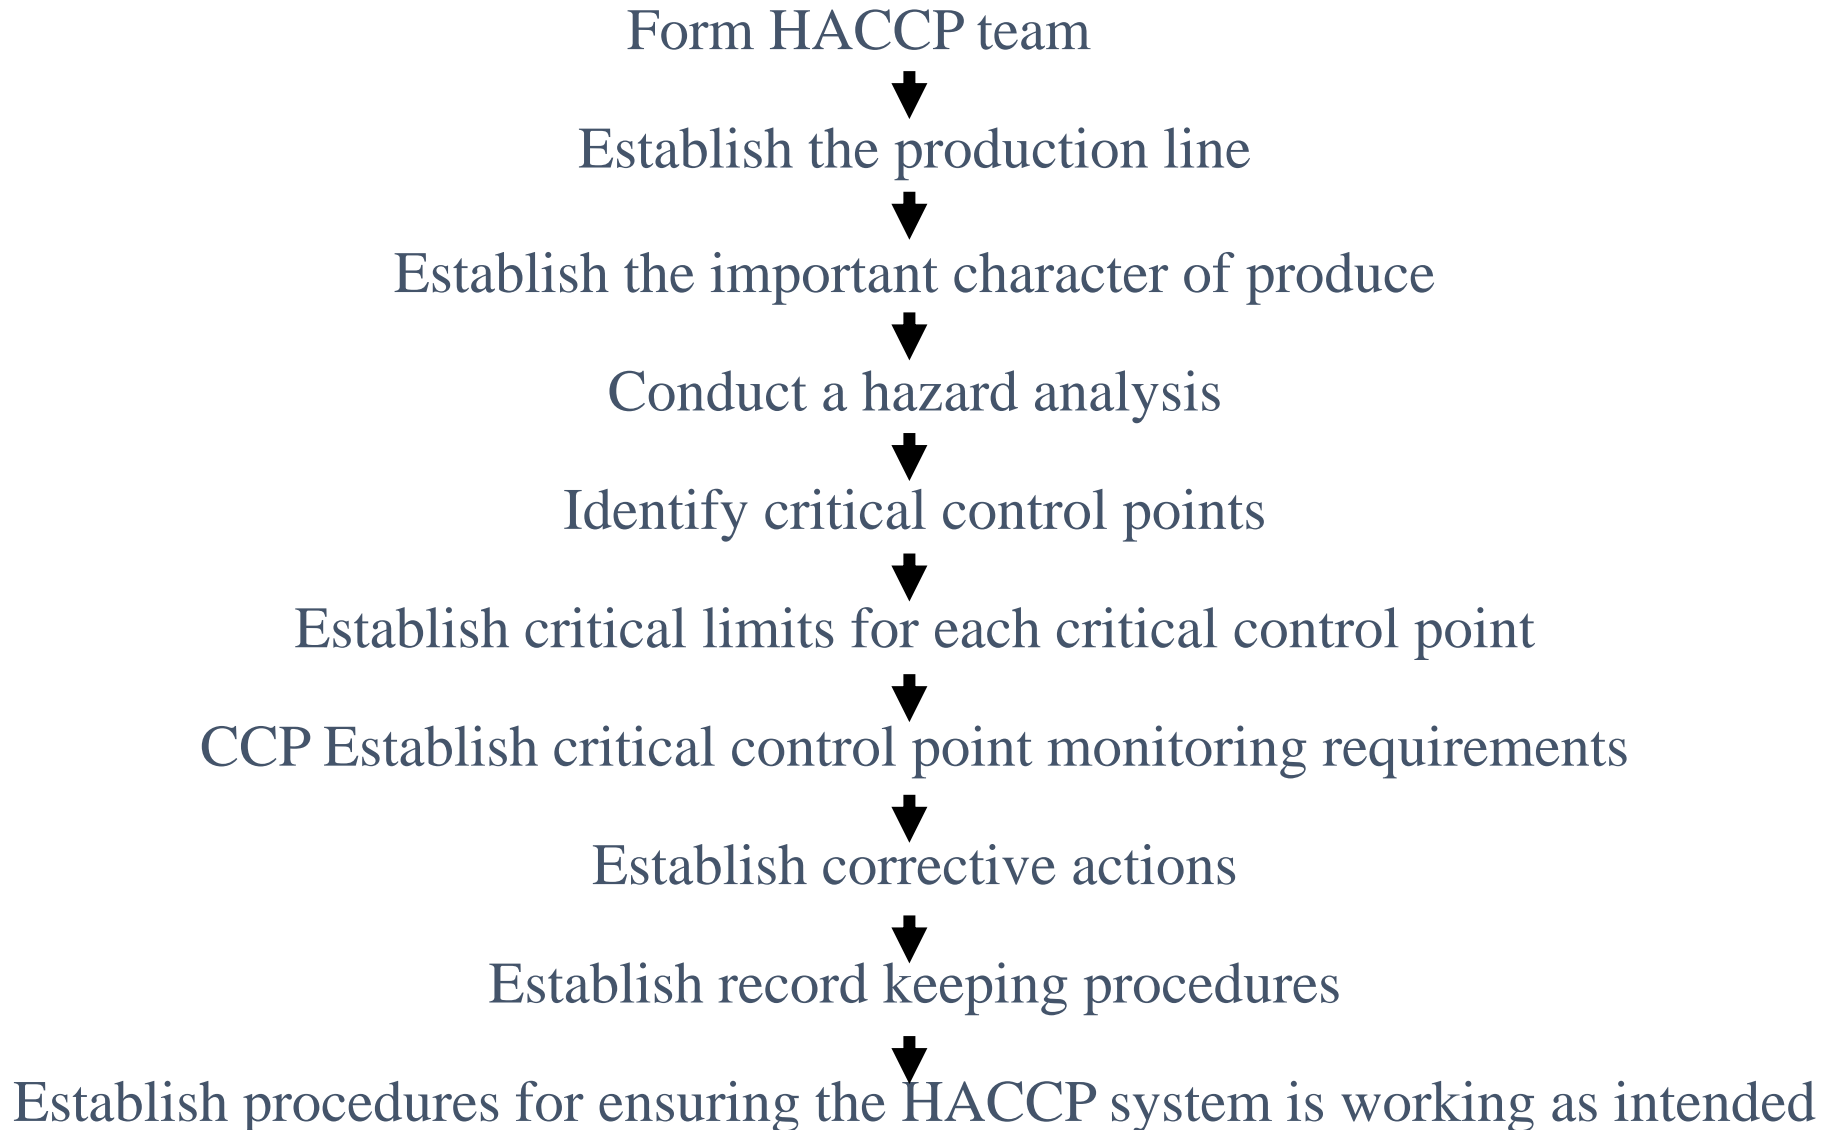 Form HACCP team
Establish the production line
Establish the important character of produce
Conduct a hazard analysis
Identify critical control points
Establish critical limits for each critical control point
CCP Establish critical control point monitoring requirements
Establish corrective actions
Establish record keeping procedures
Establish procedures for ensuring the HACCP system is working as intended